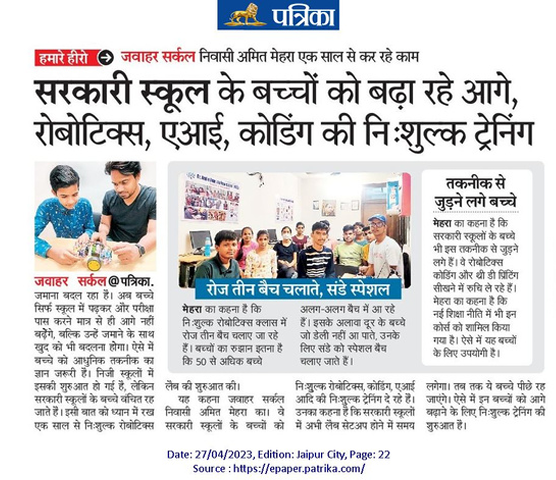 पत्रिका
हमारे हीरो जवाहर सर्कल निवासी अमित मेहरा एक साल से कर रहे काम
सरकारी स्कूल के बच्चों को बढ़ा रहे आगे,
रोबोटिक्स, एआई, कोडिंग की नि:शुल्क ट्रेनिंग
जवाहर सर्कल@पत्रिका.
जमाना बदल रहा है। अब बच्चे
सिर्फ स्कूल में पढ़कर और परीक्षा
पास करने मात्र से ही आगे नहीं
बढ़ेंगे, बल्कि उन्हें जमाने के साथ
खुद को भी बदलना होगा। ऐसे में
बच्चे को आधुनिक तकनीक का
ज्ञान जरूरी है। निजी स्कूलों में
इसकी शुरुआत हो गई है, लेकिन
सरकारी स्कूलों के बच्चे वंचित रह
जाते हैं। इसी बात को ध्यान में रख
एक साल से नि:शुल्क रोबोटिक्स
लैब की शुरुआत की।
यह कहना जवाहर सर्कल
निवासी अमित मेहरा का। वे
सरकारी स्कूलों के बच्चों को
नि:शुल्क रोबोटिक्स, कोडिंग, एआई
आदि की नि:शुल्क ट्रेनिंग दे रहे हैं।
उनका कहना है कि सरकारी स्कूलों
में अभी लैब सेटअप होने में समय
लगेगा। तब तक ये बच्चे पीछे रह
जाएंगे। ऐसे में इन बच्चों को आगे
बढ़ाने के लिए नि:शुल्क ट्रेनिंग की
शुरुआत है।
रोज तीन बैच चलाते, संडे स्पेशल
मेहरा का कहना है कि
नि:शुल्क रोबोटिक्स क्लास में
रोज तीन बैच चलाए जा रहे
हैं। बच्चों का रुझान इतना है
कि 50 से अधिक बच्चे
अलग-अलग बैच में आ रहे
हैं। इसके अलावा दूर के बच्चे
जो डेली नहीं आ पाते, उनके
लिए संडे को स्पेशल बैच
चलाए जाते हैं।
तकनीक से
जुड़ने लगे बच्चे
मेहरा का कहना है कि
सरकारी स्कूलों के बच्चे
भी इस तकनीक से जुड़ने
लगे हैं। वे रोबोटिक्स
कोडिंग और थ्री डी प्रिंटिंग
सीखने में रुचि ले रहे हैं।
मेहरा का कहना है कि
नई शिक्षा नीति में भी इन
कोर्स को शामिल किया
गया है। ऐसे में यह बच्चों
के लिए उपयोगी है।
Date: 27/04/2023, Edition: Jaipur City, Page: 22
Source : https://epaper.patrika.com/